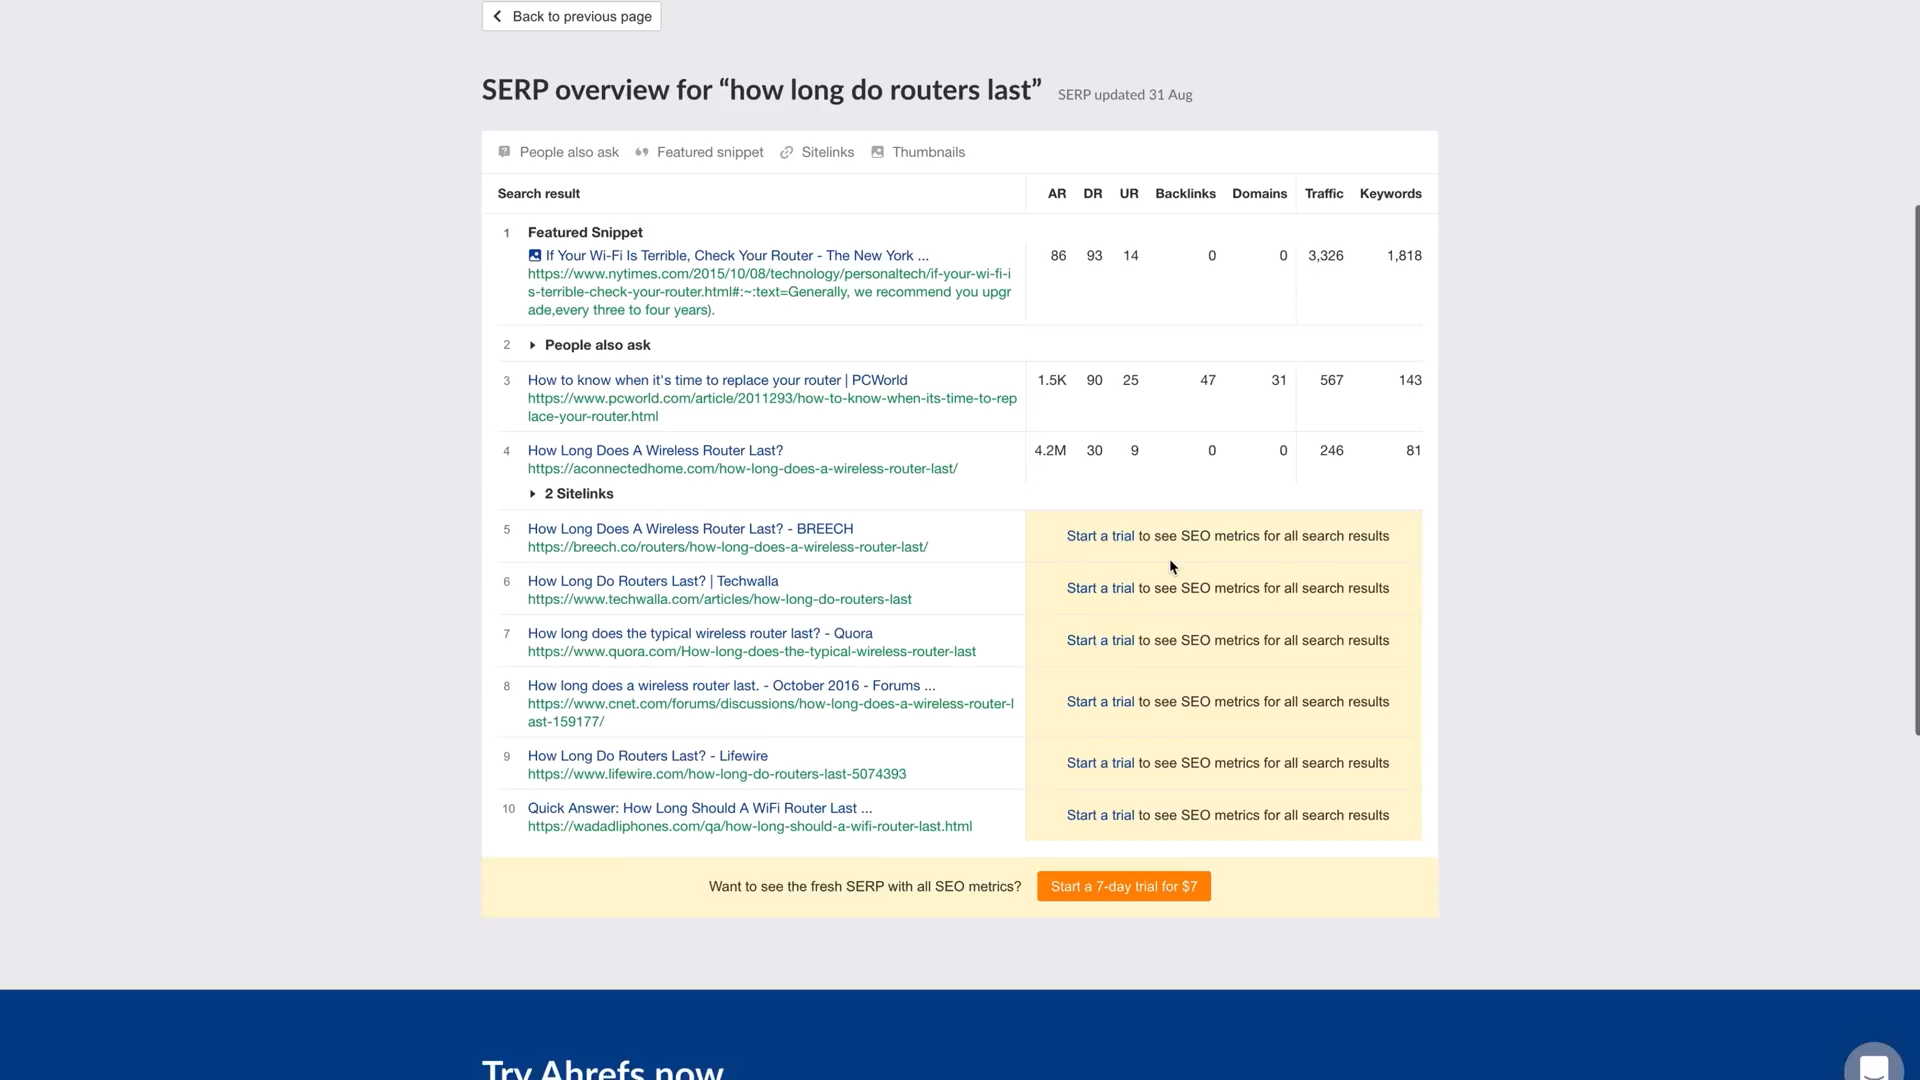 Back to previous page
SERP overview for “how long do routers last” SERP updated 31 Aug
People also ask Featured snippet Sitelinks Thumbnails
Search result AR DR UR Backlinks Domains Traffic Keywords
1 Featured Snippet
If Your Wi-Fi Is Terrible, Check Your Router - The New York ... 86 93 14 0 0 3,326 1,818
https://www.nytimes.com/2015/10/08/technology/personaltech/if-your-wi-fi-i
s-terrible-check-your-router.html#:~:text=Generally, we recommend you upgr
ade,every three to four years).
2 People also ask
3 How to know when it's time to replace your router | PCWorld 1.5K 90 25 47 31 567 143
https://www.pcworld.com/article/2011293/how-to-know-when-its-time-to-rep
lace-your-router.html
4 How Long Does A Wireless Router Last? 4.2M 30 9 0 0 246 81
https://aconnectedhome.com/how-long-does-a-wireless-router-last/
2 Sitelinks
5 How Long Does A Wireless Router Last? - BREECH
https://breech.co/routers/how-long-does-a-wireless-router-last/
Start a trial to see SEO metrics for all search results
6 How Long Do Routers Last? | Techwalla
https://www.techwalla.com/articles/how-long-do-routers-last
Start a trial to see SEO metrics for all search results
7 How long does the typical wireless router last? - Quora
https://www.quora.com/How-long-does-the-typical-wireless-router-last
Start a trial to see SEO metrics for all search results
8 How long does a wireless router last. - October 2016 - Forums ...
https://www.cnet.com/forums/discussions/how-long-does-a-wireless-router-l
ast-159177/
Start a trial to see SEO metrics for all search results
9 How Long Do Routers Last? - Lifewire
https://www.lifewire.com/how-long-do-routers-last-5074393
Start a trial to see SEO metrics for all search results
10 Quick Answer: How Long Should A WiFi Router Last ...
https://wadadliphones.com/qa/how-long-should-a-wifi-router-last.html
Start a trial to see SEO metrics for all search results
Want to see the fresh SERP with all SEO metrics? Start a 7-day trial for $7
Try Ahrefs now